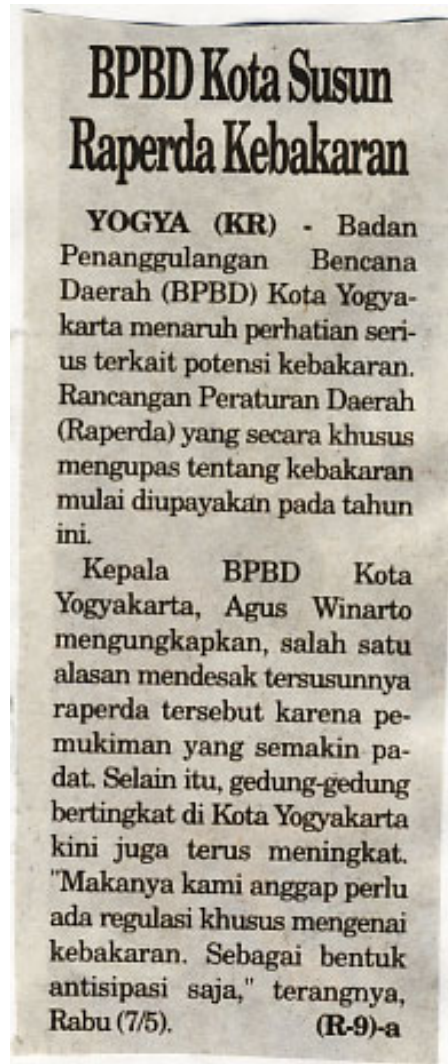 BPBD Kota Susun
Raperda Kebakaran
YOGYA (KR) - Badan
Penanggulangan Bencana
Daerah (BPBD) Kota Yogya-
karta menaruh perhatian seri-
us terkait potensi kebakaran.
Rancangan Peraturan Daerah
(Raperda) yang secara khusus
mengupas tentang kebakaran
mulai diupayakan pada tahun
ini.
Kepala BPBD Kota
Yogyakarta, Agus Winarto
mengungkapkan, salah satu
alasan mendesak tersusunnya
raperda tersebut karena pe-
mukiman yang semakin pa-
dat. Selain itu, gedung-gedung
bertingkat di Kota Yogyakarta
kini juga terus meningkat.
"Makanya kami anggap perlu
ada regulasi khusus mengenai
kebakaran. Sebagai bentuk
antisipasi saja," terangnya,
Rabu (7/5). (R-9)-a